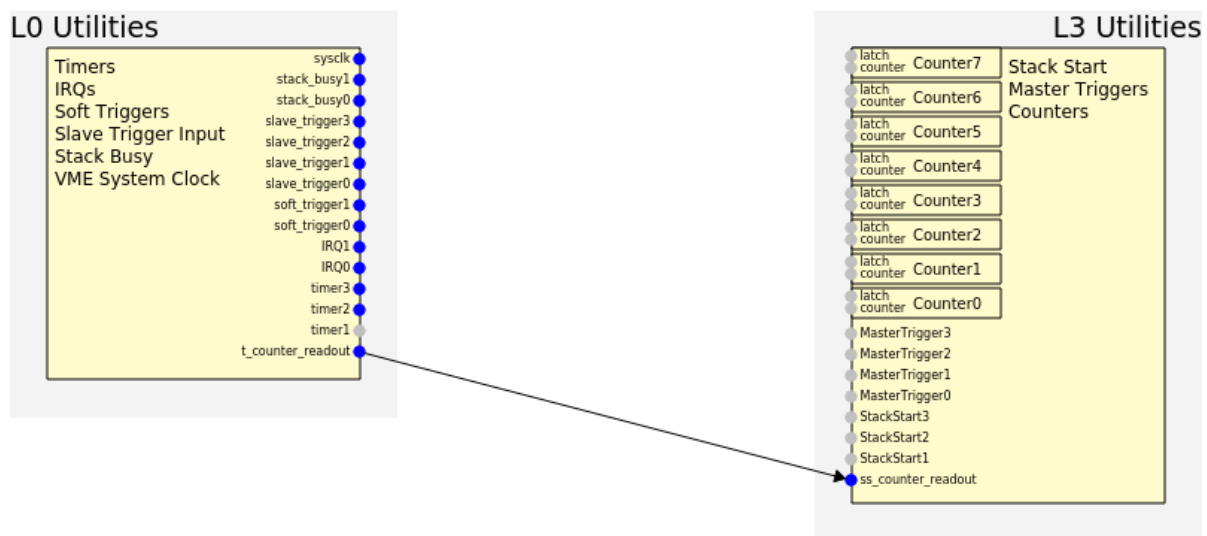 L0 Utilities
Timers
IRQs
Soft Triggers
Slave Trigger Input
Stack Busy
VME System Clock
sysclk
stack_busy1
stack_busy0
slave_trigger3
slave_trigger2
slave_trigger1
slave_trigger0
soft_trigger1
soft_trigger0
IRQ1
IRQ0
timer3
timer2
timer1
t_counter_readout
L3 Utilities
latch
counter Counter7
latch
counter Counter6
latch
counter Counter5
latch
counter Counter4
latch
counter Counter3
latch
counter Counter2
latch
counter Counter1
latch
counter Counter0
MasterTrigger3
MasterTrigger2
MasterTrigger1
MasterTrigger0
StackStart3
StackStart2
StackStart1
ss_counter_readout
Stack Start
Master Triggers
Counters